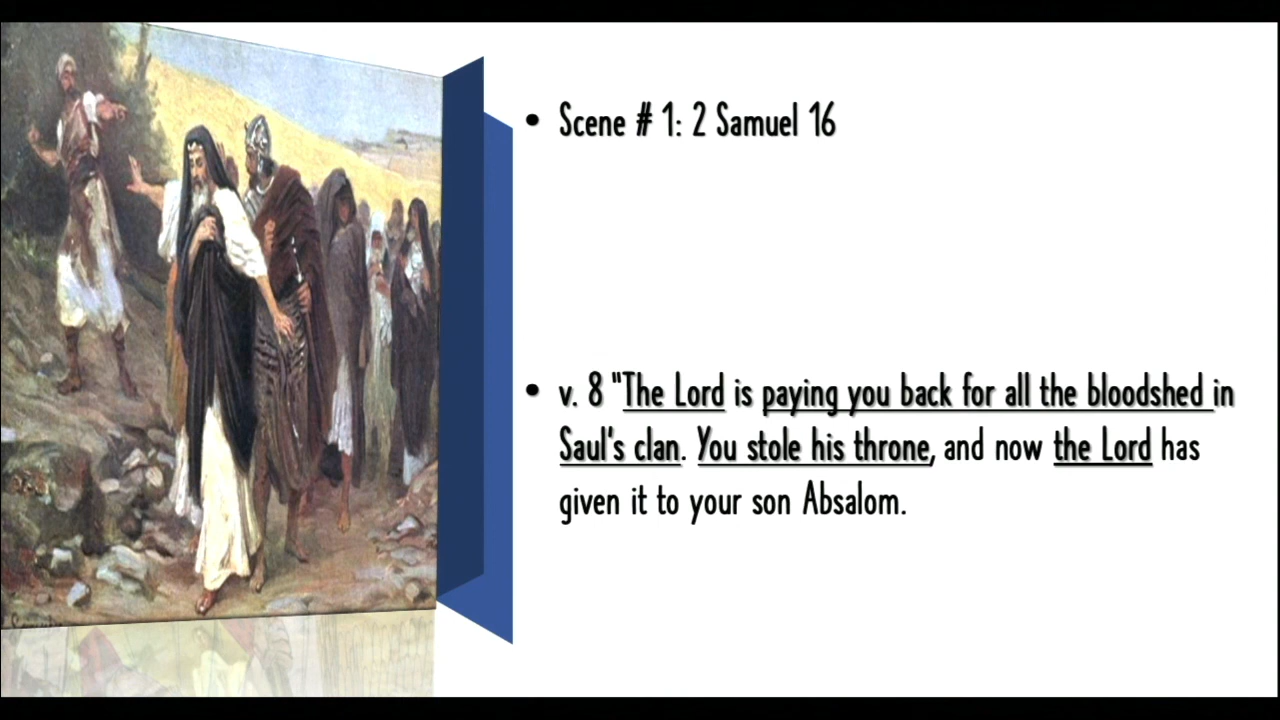 • Scene # 1: 2 Samuel 16
• v. 8 "The Lord is paying you back for all the bloodshed in
Saul's clan. You stole his throne, and now the Lord has
given it to your son Absalom.